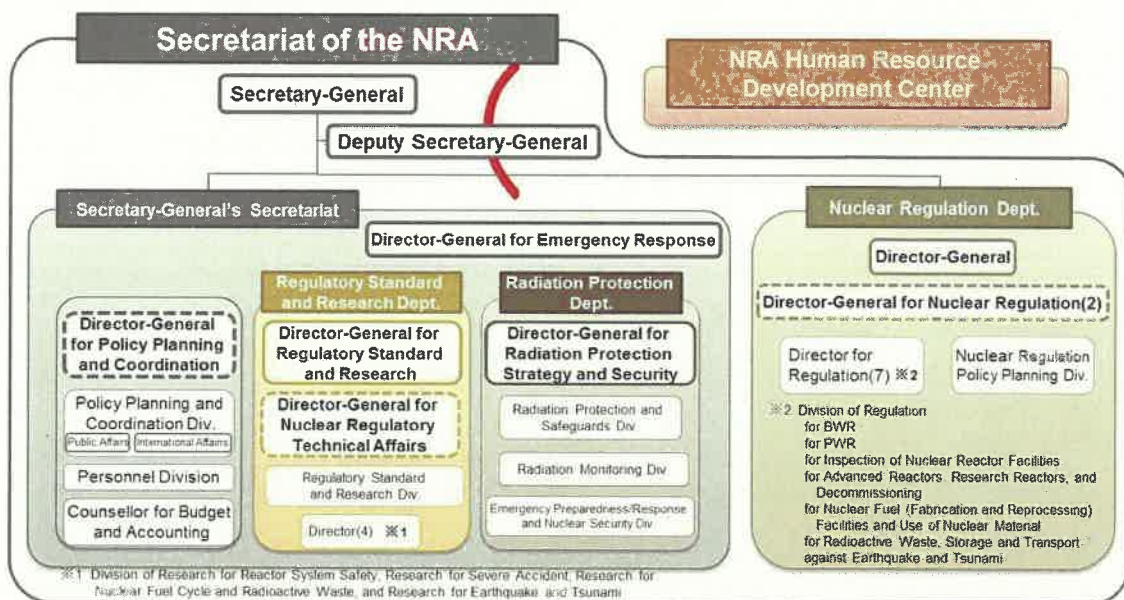 Secretariat of the NRA
NRA Human Resource
Development Center
Secretary-General
Deputy Secretary-General
Secretary-General's Secretariat
Director-General for Emergency Response
Director-General
for Policy Planning
and Coordination
Policy Planning and
Coordination Div.
Public Affairs
International Affairs
Personnel Division
Counsellor for Budget
and Accounting
Regulatory Standard
and Research Dept.
Director-General for
Regulatory Standard
and Research
Director-General for
Nuclear Regulatory
Technical Affairs
Regulatory Standard
and Research Div.
Director(4) ※1
Radiation Protection
Dept.
Director-General for
Radiation Protection
Strategy and Security
Radiation Protection and
Safeguards Div
Radiation Monitoring Div
Emergency Preparedness/Response
and Nuclear Security Div
Nuclear Regulation Dept.
Director-General
Director-General for Nuclear Regulation(2)
Director for
Regulation(7) ※2
Nuclear Regulation
Policy Planning Div.
※2 Division of Regulation
for BWR
for PWR
for Inspection of Nuclear Reactor Facilities
for Advanced Reactors, Research Reactors, and
Decommissioning
for Nuclear Fuel (Fabrication and Reprocessing)
Facilities and Use of Nuclear Material
for Radioactive Waste, Storage and Transport
against Earthquake and Tsunami
※1 Division of Research for Reactor System Safety, Research for Severe Accident, Research for
Nuclear Fuel Cycle and Radioactive Waste, and Research for Earthquake and Tsunami